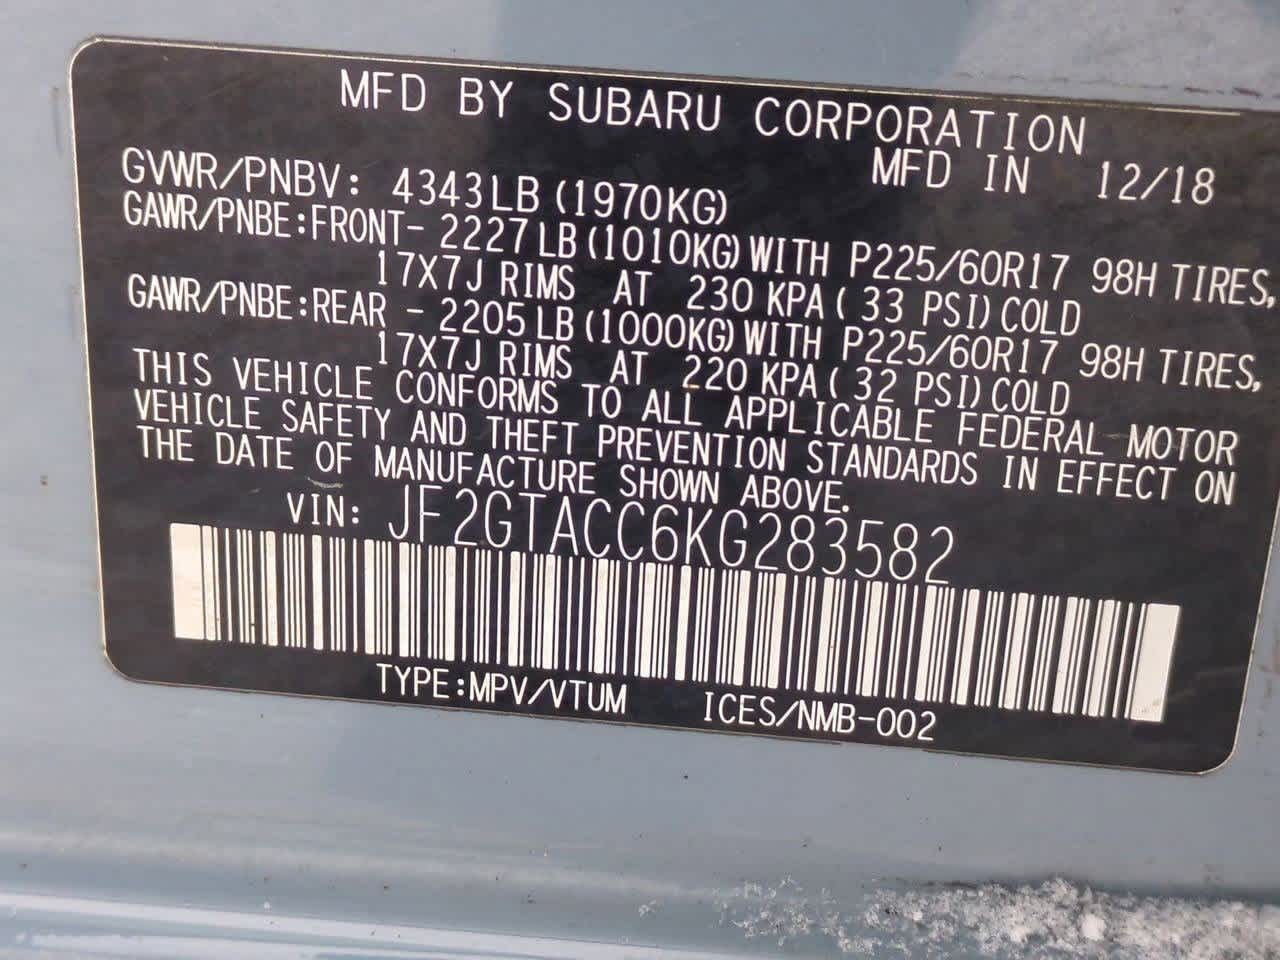 MFD BY SUBARU CORPORATION
MFD IN 12/18
GVWR/PNBV: 4343LB (1970KG)
GAWR/PNBE:FRONT- 2227LB(1010KG)WITH P225/60R17 98H TIRES,
17X7J RIMS AT 230 KPA( 33 PSI)COLD
GAWR/PNBE:REAR - 2205LB(1000KG)WITH P225/60R17 98H TIRES,
17X7J RIMS AT 220 KPA( 32 PSI)COLD
THIS VEHICLE CONFORMS TO ALL APPLICABLE FEDERAL MOTOR
VEHICLE SAFETY AND THEFT PREVENTION STANDARDS IN EFFECT ON
THE DATE OF MANUFACTURE SHOWN ABOVE.
VIN: JF2GTACC6KG283582
TYPE:MPV/VTUM ICES/NMB-002